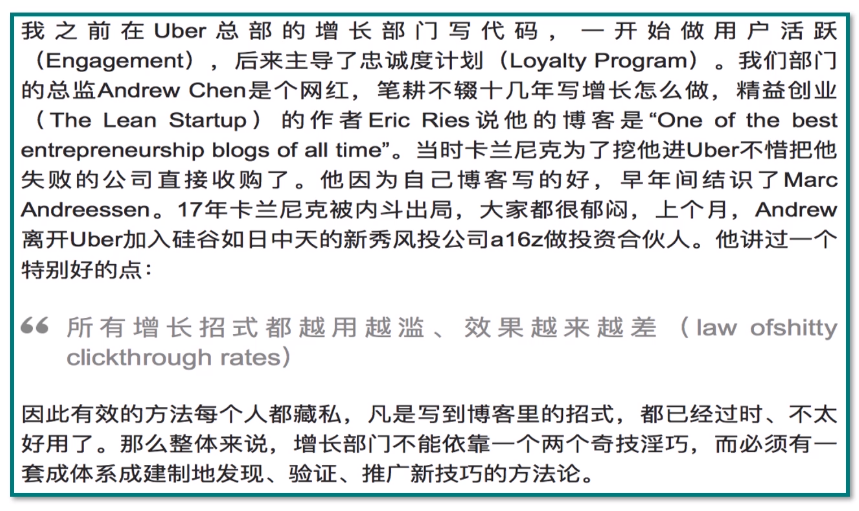 我之前在Uber总部的增长部门写代码，一开始做用户活跃
（Engagement），后来主导了忠诚度计划（Loyalty Program）。我们部门
的总监Andrew Chen是个网红，笔耕不辍十几年写增长怎么做，精益创业
（The Lean Startup）的作者Eric Ries说他的博客是“One of the best
entrepreneurship blogs of all time”。当时卡兰尼克为了挖他进Uber不惜把他
失败的公司直接收购了。他因为自己博客写的好，早年间结识了Marc
Andreessen。17年卡兰尼克被内斗出局，大家都很郁闷，上个月，Andrew
离开Uber加入硅谷如日中天的新秀风投公司a16z做投资合伙人。他讲过一个
特别好的点：
“ 所有增长招式都越用越滥、效果越来越差（law ofshitty
clickthrough rates）
因此有效的方法每个人都藏私，凡是写到博客里的招式，都已经过时、不太
好用了。那么整体来说，增长部门不能依靠一个两个奇技淫巧，而必须有一
套成体系成建制地发现、验证、推广新技巧的方法论。